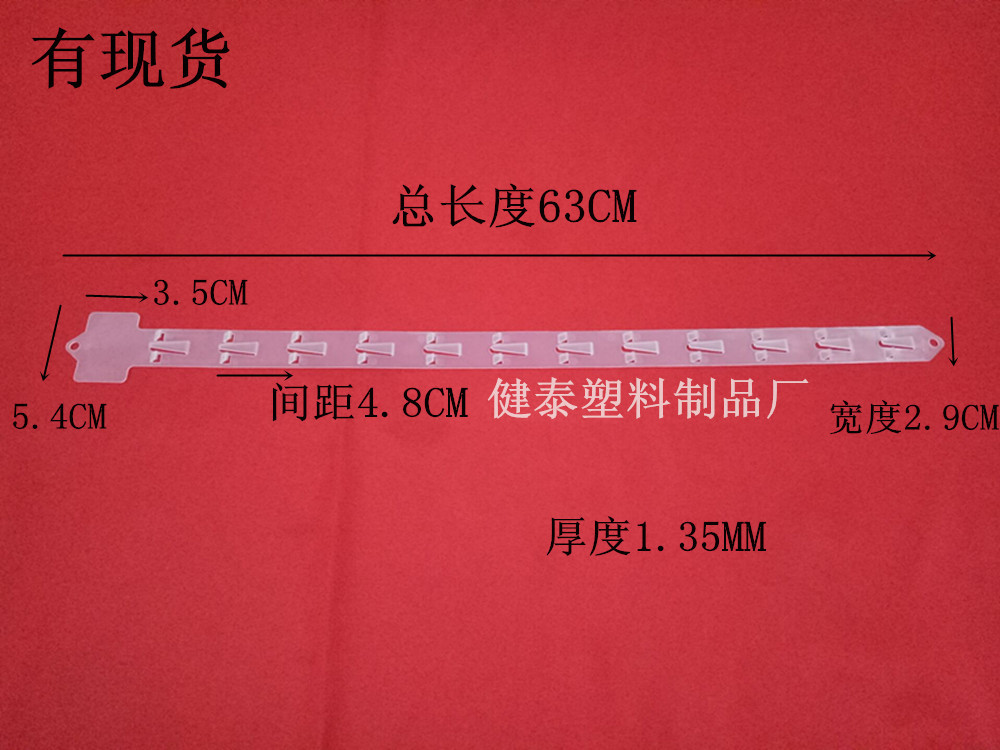 有现货
总长度63CM
3.5CM
5.4CM
间距4.8CM
健泰塑料制品厂
宽度2.9CM
厚度1.35MM